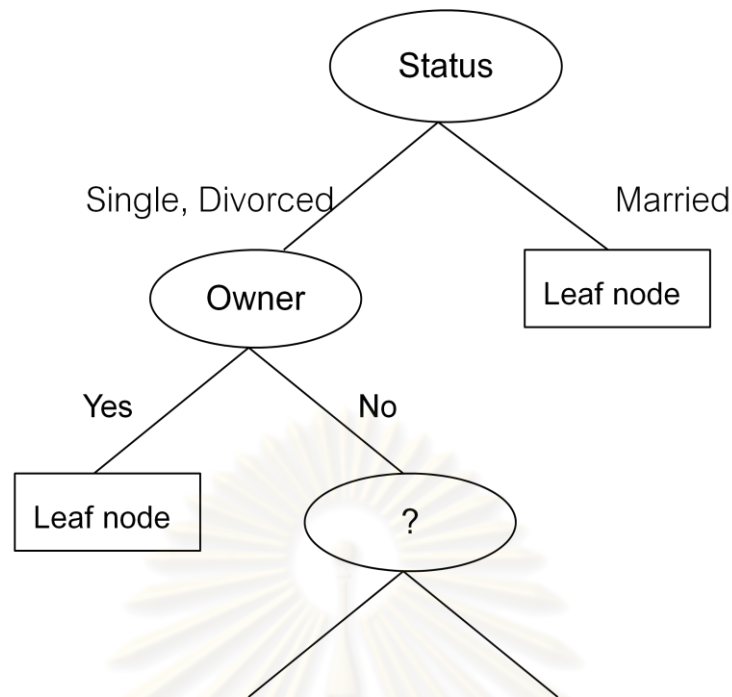 Status
Single, Divorced
Married
Owner
Leaf node
Yes
No
Leaf node
?